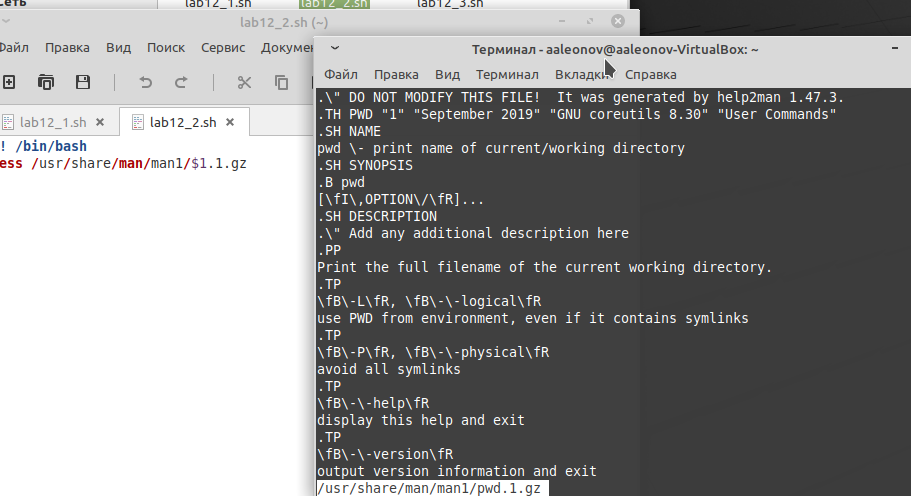 Сеть
lab12_1.sh lab12_2.sh lab12_3.sh
lab12_2.sh (~)
Файл Правка Вид Поиск Сервис Докумен
lab12_1.sh × lab12_2.sh ×
! /bin/bash
ess /usr/share/man/man1/$1.1.gz
Терминал - aaleonov@aaleonov-VirtualBox: ~
Файл Правка Вид Терминал Вкладки Справка
.\" DO NOT MODIFY THIS FILE!  It was generated by help2man 1.47.3.
.TH PWD "1" "September 2019" "GNU coreutils 8.30" "User Commands"
.SH NAME
pwd \- print name of current/working directory
.SH SYNOPSIS
.B pwd
[\fI\,OPTION\/\fR]...
.SH DESCRIPTION
.\" Add any additional description here
.PP
Print the full filename of the current working directory.
.TP
\fB\-L\fR, \fB\-\-logical\fR
use PWD from environment, even if it contains symlinks
.TP
\fB\-P\fR, \fB\-\-physical\fR
avoid all symlinks
.TP
\fB\-\-help\fR
display this help and exit
.TP
\fB\-\-version\fR
output version information and exit
/usr/share/man/man1/pwd.1.gz